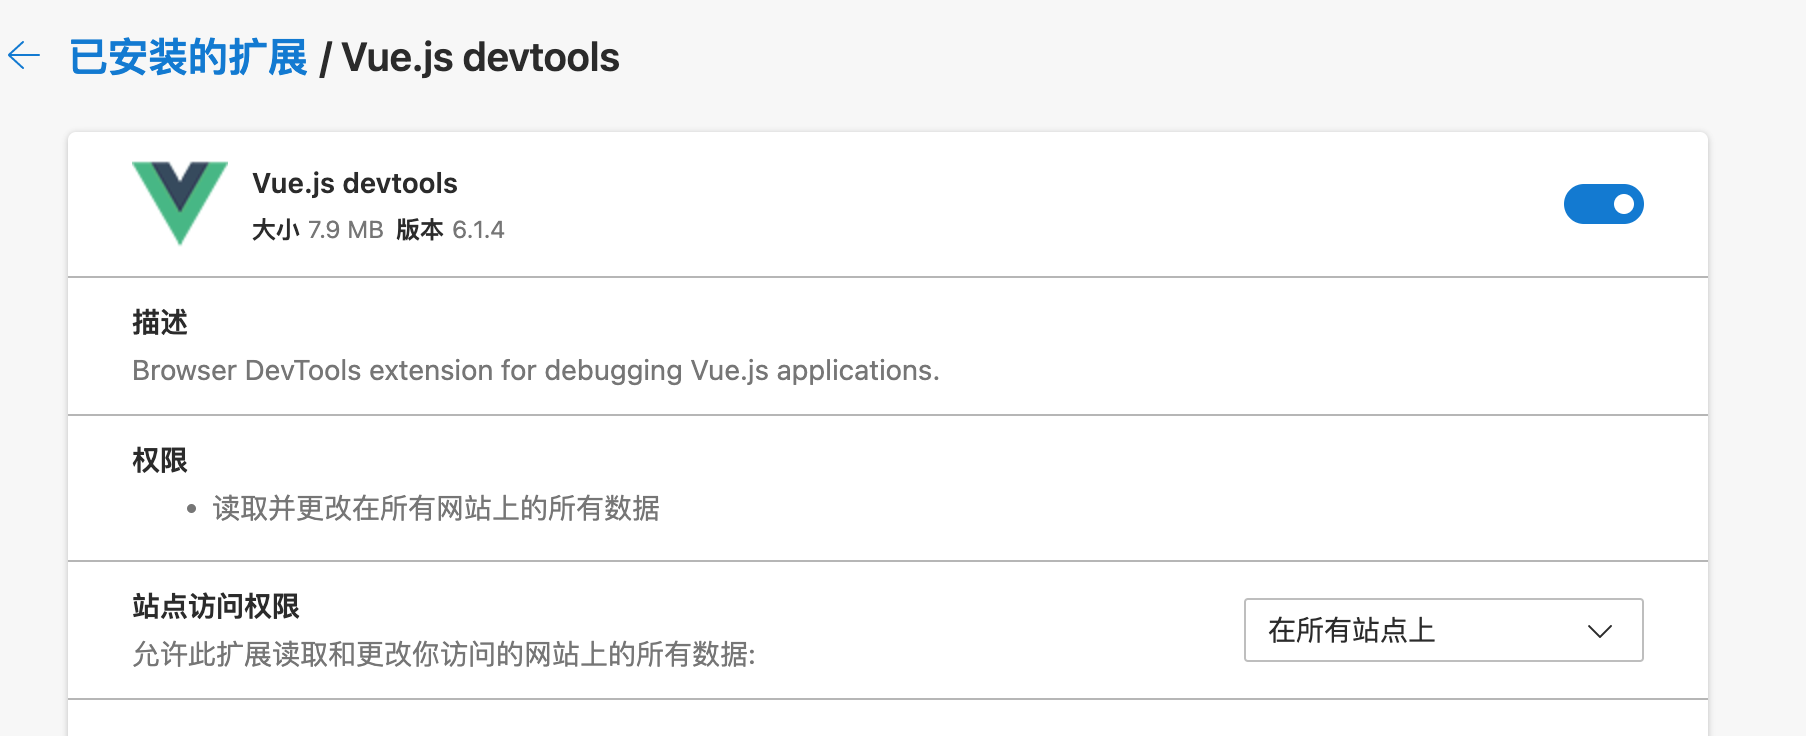 已安装的扩展 / Vue.js devtools
Vue.js devtools
大小 7.9 MB 版本 6.1.4
描述
Browser DevTools extension for debugging Vue.js applications.
权限
• 读取并更改在所有网站上的所有数据
站点访问权限
允许此扩展读取和更改你访问的网站上的所有数据:
在所有站点上